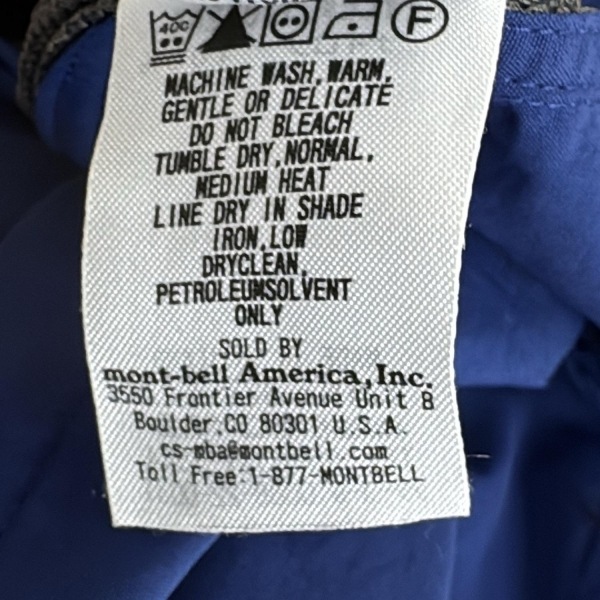 40C
F
MACHINE WASH,WARM,
GENTLE OR DELICATE
DO NOT BLEACH
TUMBLE DRY,NORMAL,
MEDIUM HEAT
LINE DRY IN SHADE
IRON,LOW
DRYCLEAN,
PETROLEUMSOLVENT
ONLY
SOLD BY
mont-bell America,Inc.
3550 Frontier Avenue Unit B
Boulder,CO 80301 U.S.A.
cs-mba@montbell.com
Toll Free:1-877-MONTBELL